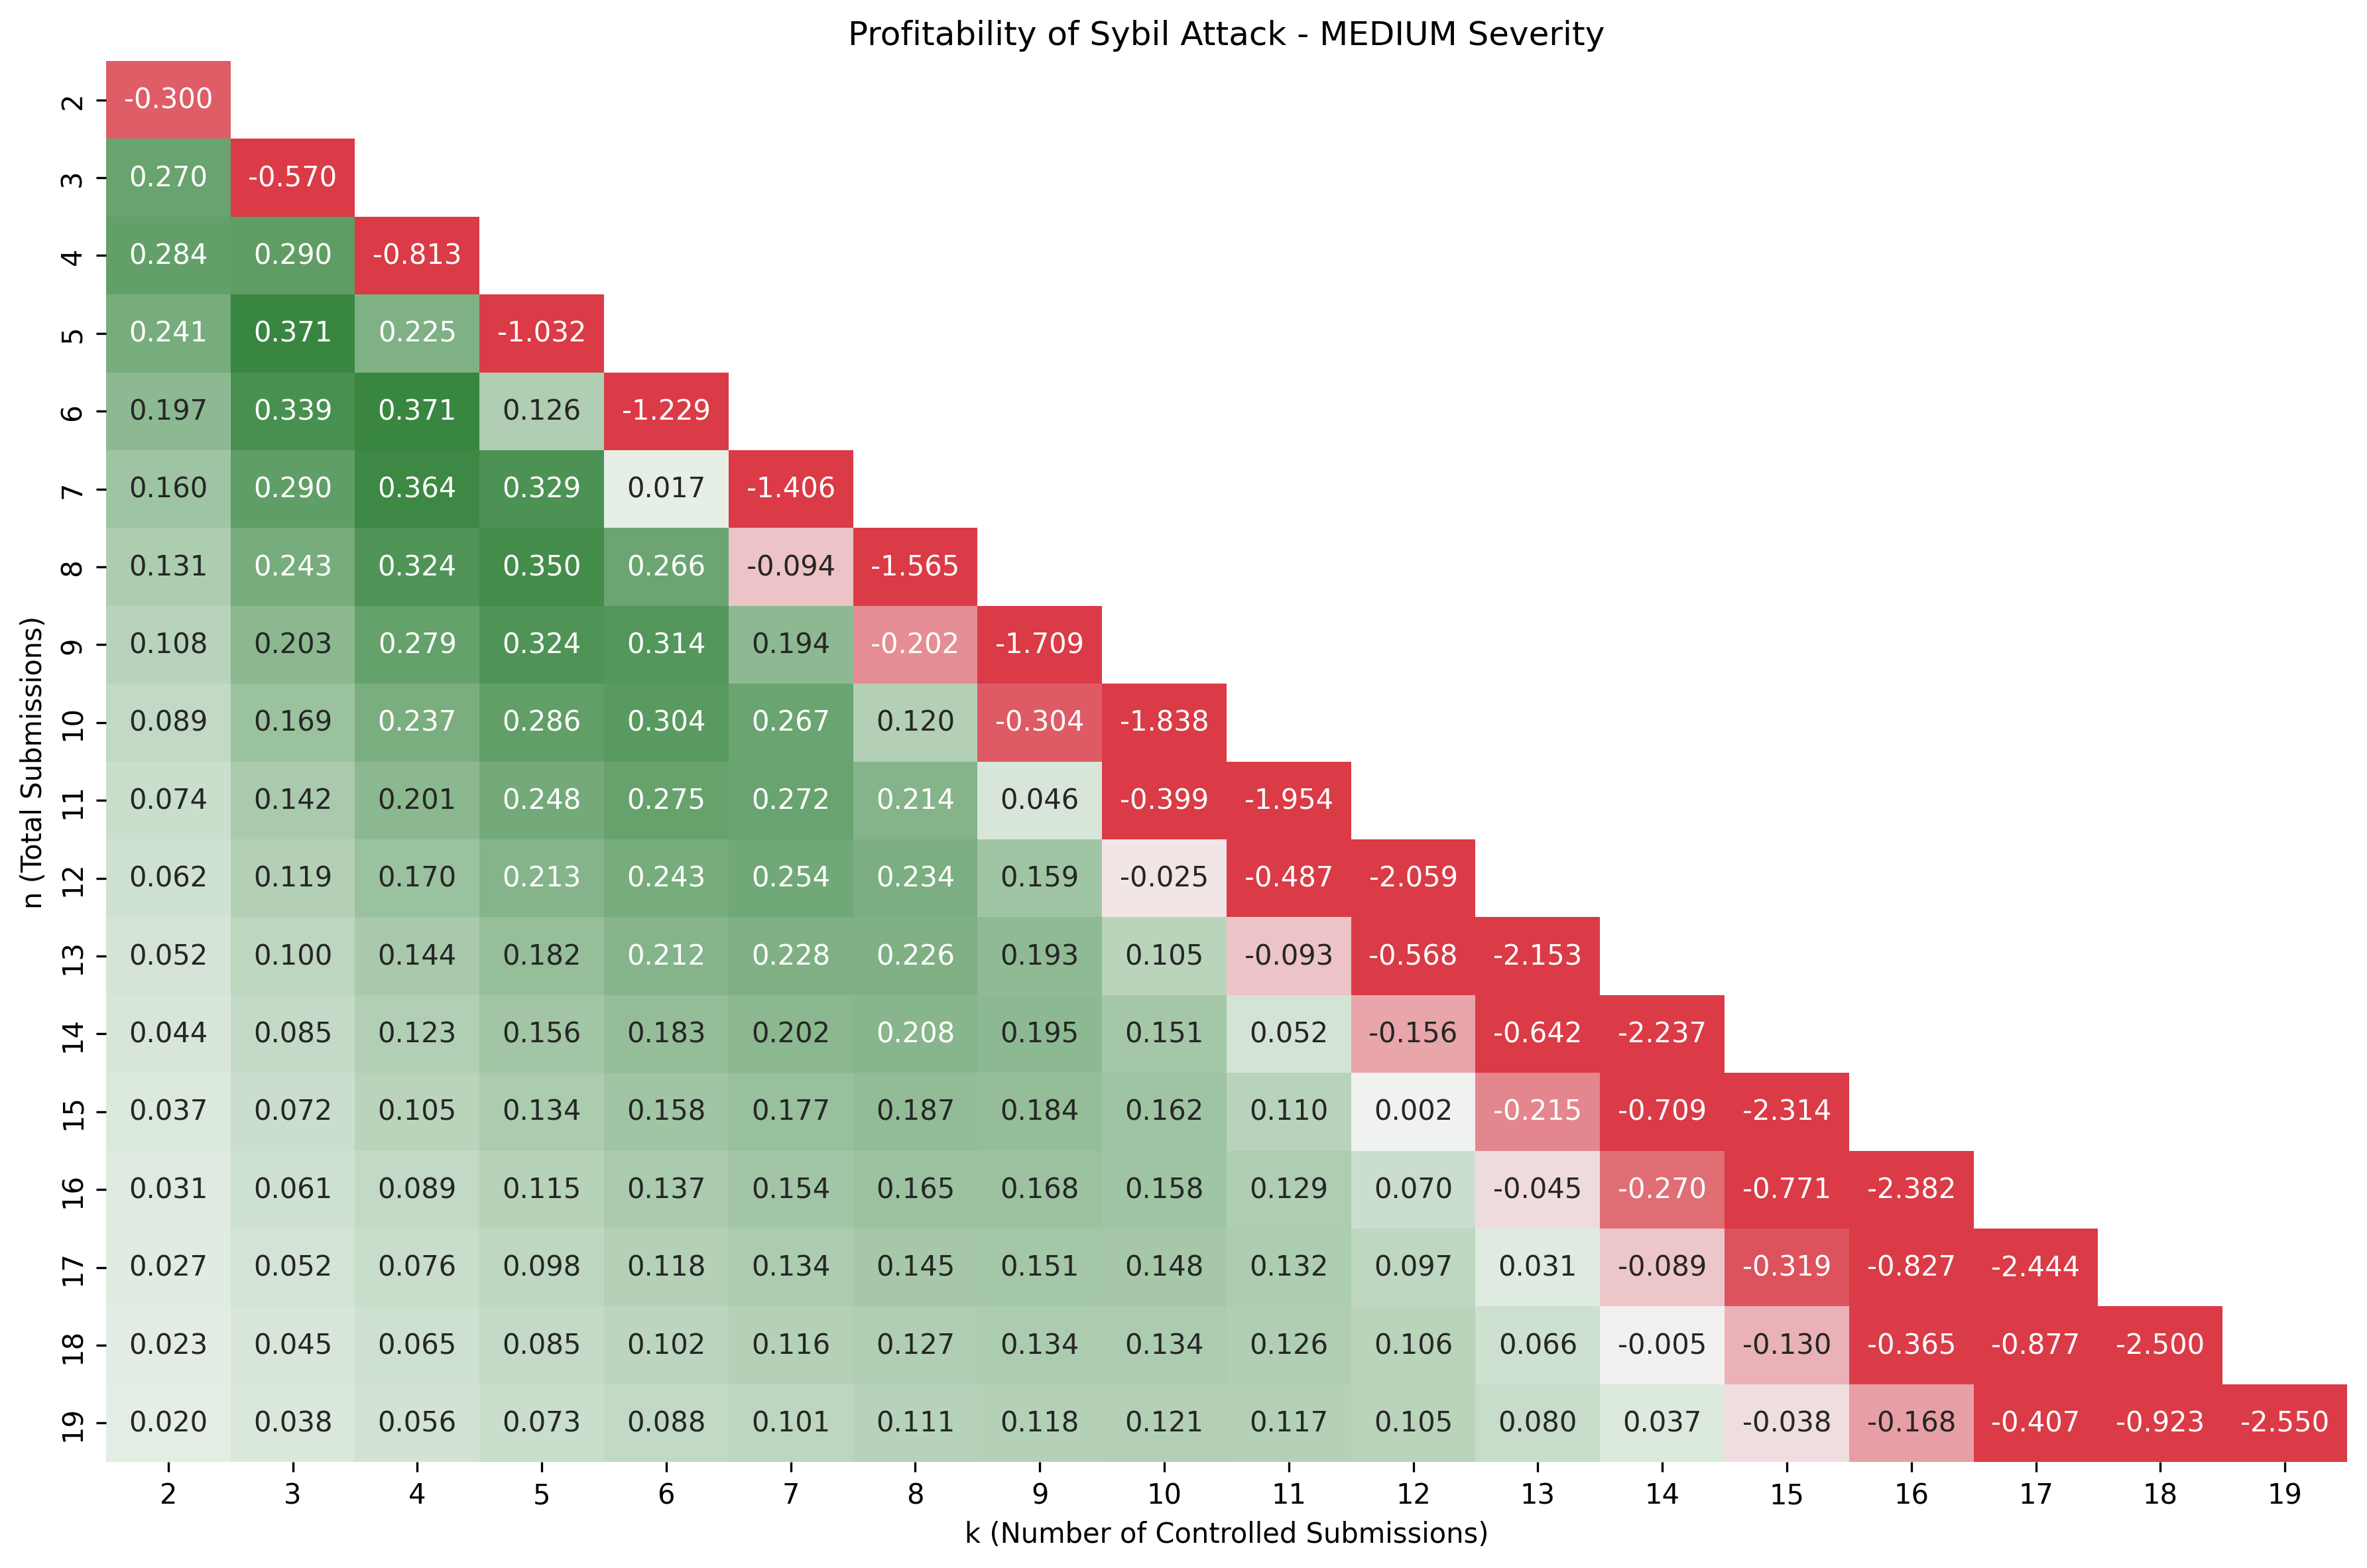 Profitability of Sybil Attack - MEDIUM Severity
n (Total Submissions)
2 -0.300
3 0.270 -0.570
4 0.284 0.290 -0.813
5 0.241 0.371 0.225 -1.032
6 0.197 0.339 0.371 0.126 -1.229
7 0.160 0.290 0.364 0.329 0.017 -1.406
8 0.131 0.243 0.324 0.350 0.266 -0.094 -1.565
9 0.108 0.203 0.279 0.324 0.314 0.194 -0.202 -1.709
10 0.089 0.169 0.237 0.286 0.304 0.267 0.120 -0.304 -1.838
11 0.074 0.142 0.201 0.248 0.275 0.272 0.214 0.046 -0.399 -1.954
12 0.062 0.119 0.170 0.213 0.243 0.254 0.234 0.159 -0.025 -0.487 -2.059
13 0.052 0.100 0.144 0.182 0.212 0.228 0.226 0.193 0.105 -0.093 -0.568 -2.153
14 0.044 0.085 0.123 0.156 0.183 0.202 0.208 0.195 0.151 0.052 -0.156 -0.642 -2.237
15 0.037 0.072 0.105 0.134 0.158 0.177 0.187 0.184 0.162 0.110 0.002 -0.215 -0.709 -2.314
16 0.031 0.061 0.089 0.115 0.137 0.154 0.165 0.168 0.158 0.129 0.070 -0.045 -0.270 -0.771 -2.382
17 0.027 0.052 0.076 0.098 0.118 0.134 0.145 0.151 0.148 0.132 0.097 0.031 -0.089 -0.319 -0.827 -2.444
18 0.023 0.045 0.065 0.085 0.102 0.116 0.127 0.134 0.134 0.126 0.106 0.066 -0.005 -0.130 -0.365 -0.877 -2.500
19 0.020 0.038 0.056 0.073 0.088 0.101 0.111 0.118 0.121 0.117 0.105 0.080 0.037 -0.038 -0.168 -0.407 -0.923 -2.550
2 3 4 5 6 7 8 9 10 11 12 13 14 15 16 17 18 19
k (Number of Controlled Submissions)